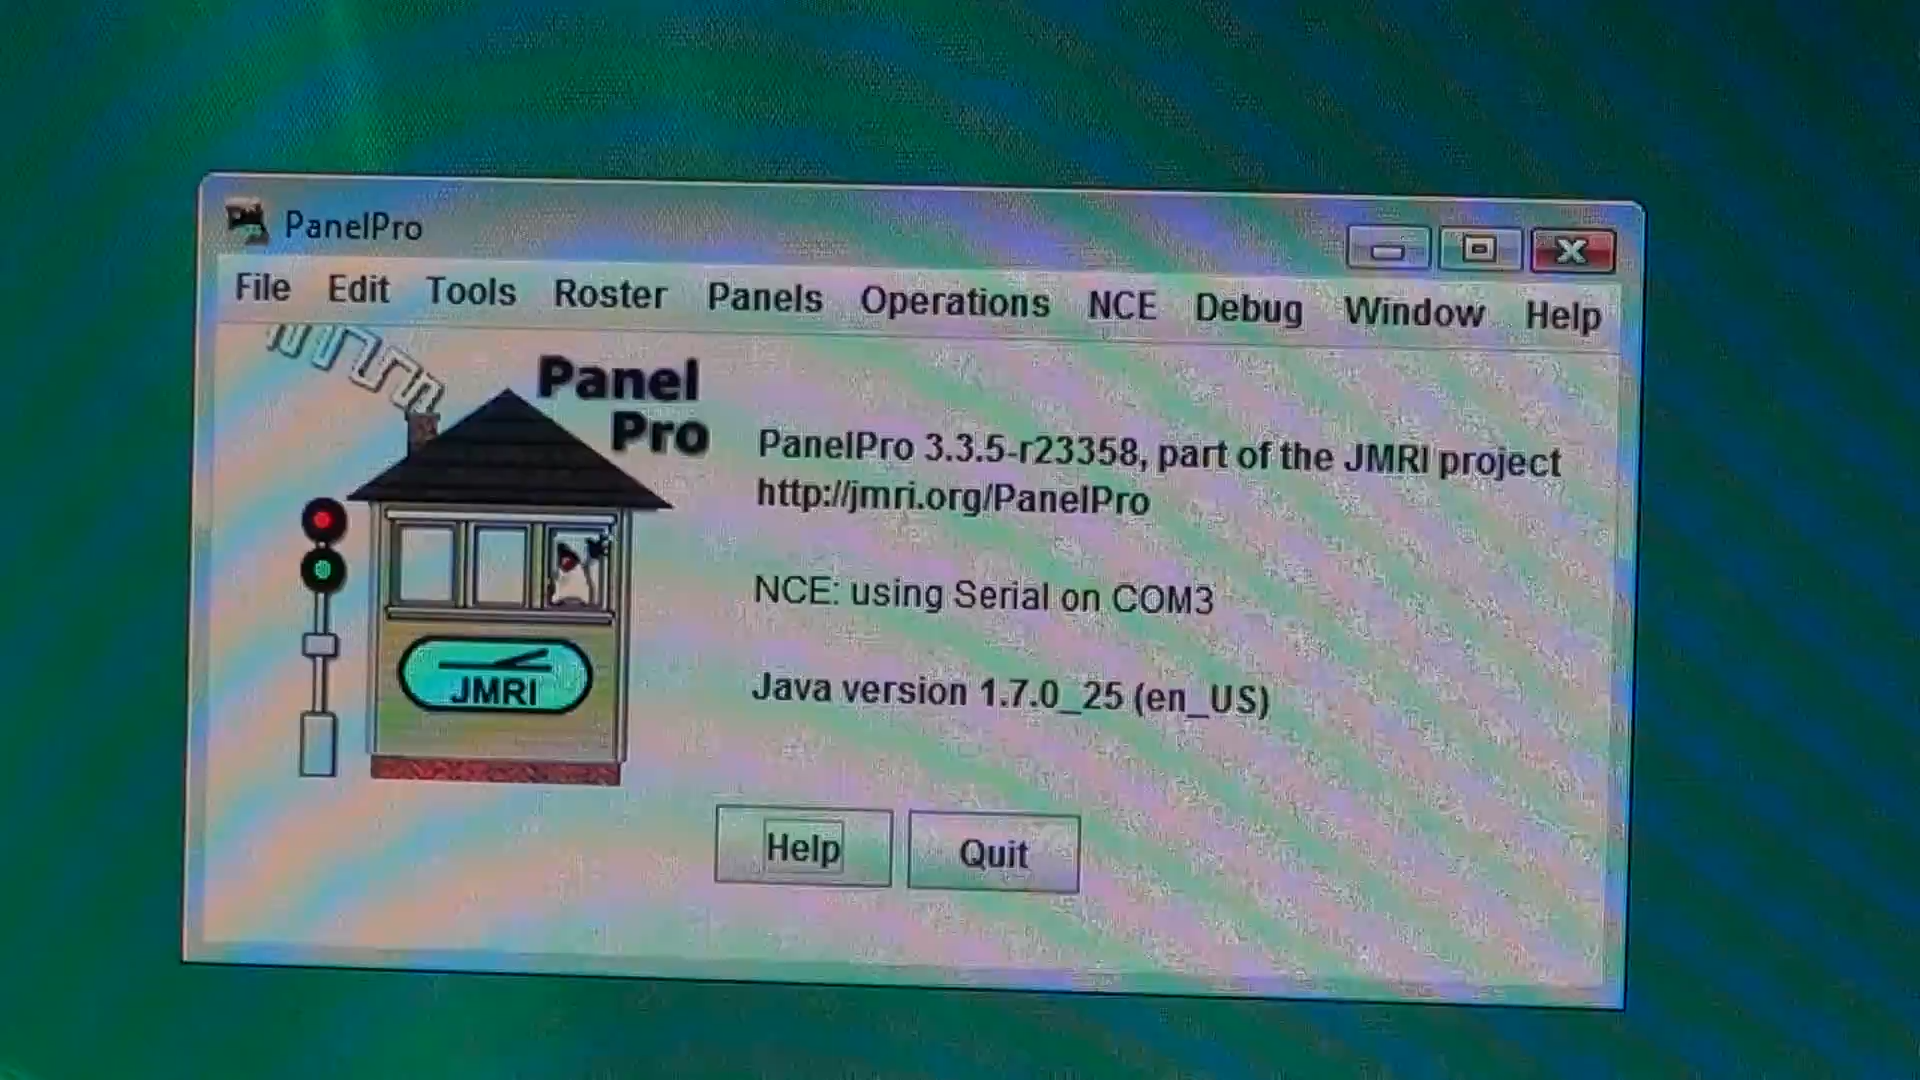 PanelPro
File Edit Tools Roster Panels Operations NCE Debug Window Help
Panel
Pro
PanelPro 3.3.5-r23358, part of the JMRI project
http://jmri.org/PanelPro
NCE: using Serial on COM3
JMRI
Java version 1.7.0_25 (en_US)
Help Quit